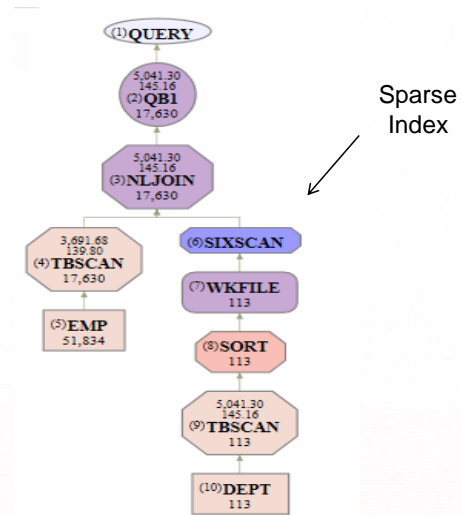 (1)QUERY
5,041.30
145.16
(2)QB1
17,630
Sparse
Index
5,041.30
145.16
(3)NLJOIN
17,630
3,691.68
139.80
(4)TBSCAN
17,630
(6)SIXSCAN
(7)WKFILE
113
(5)EMP
51,834
(8)SORT
113
5,041.30
145.16
(9)TBSCAN
113
(10)DEPT
113